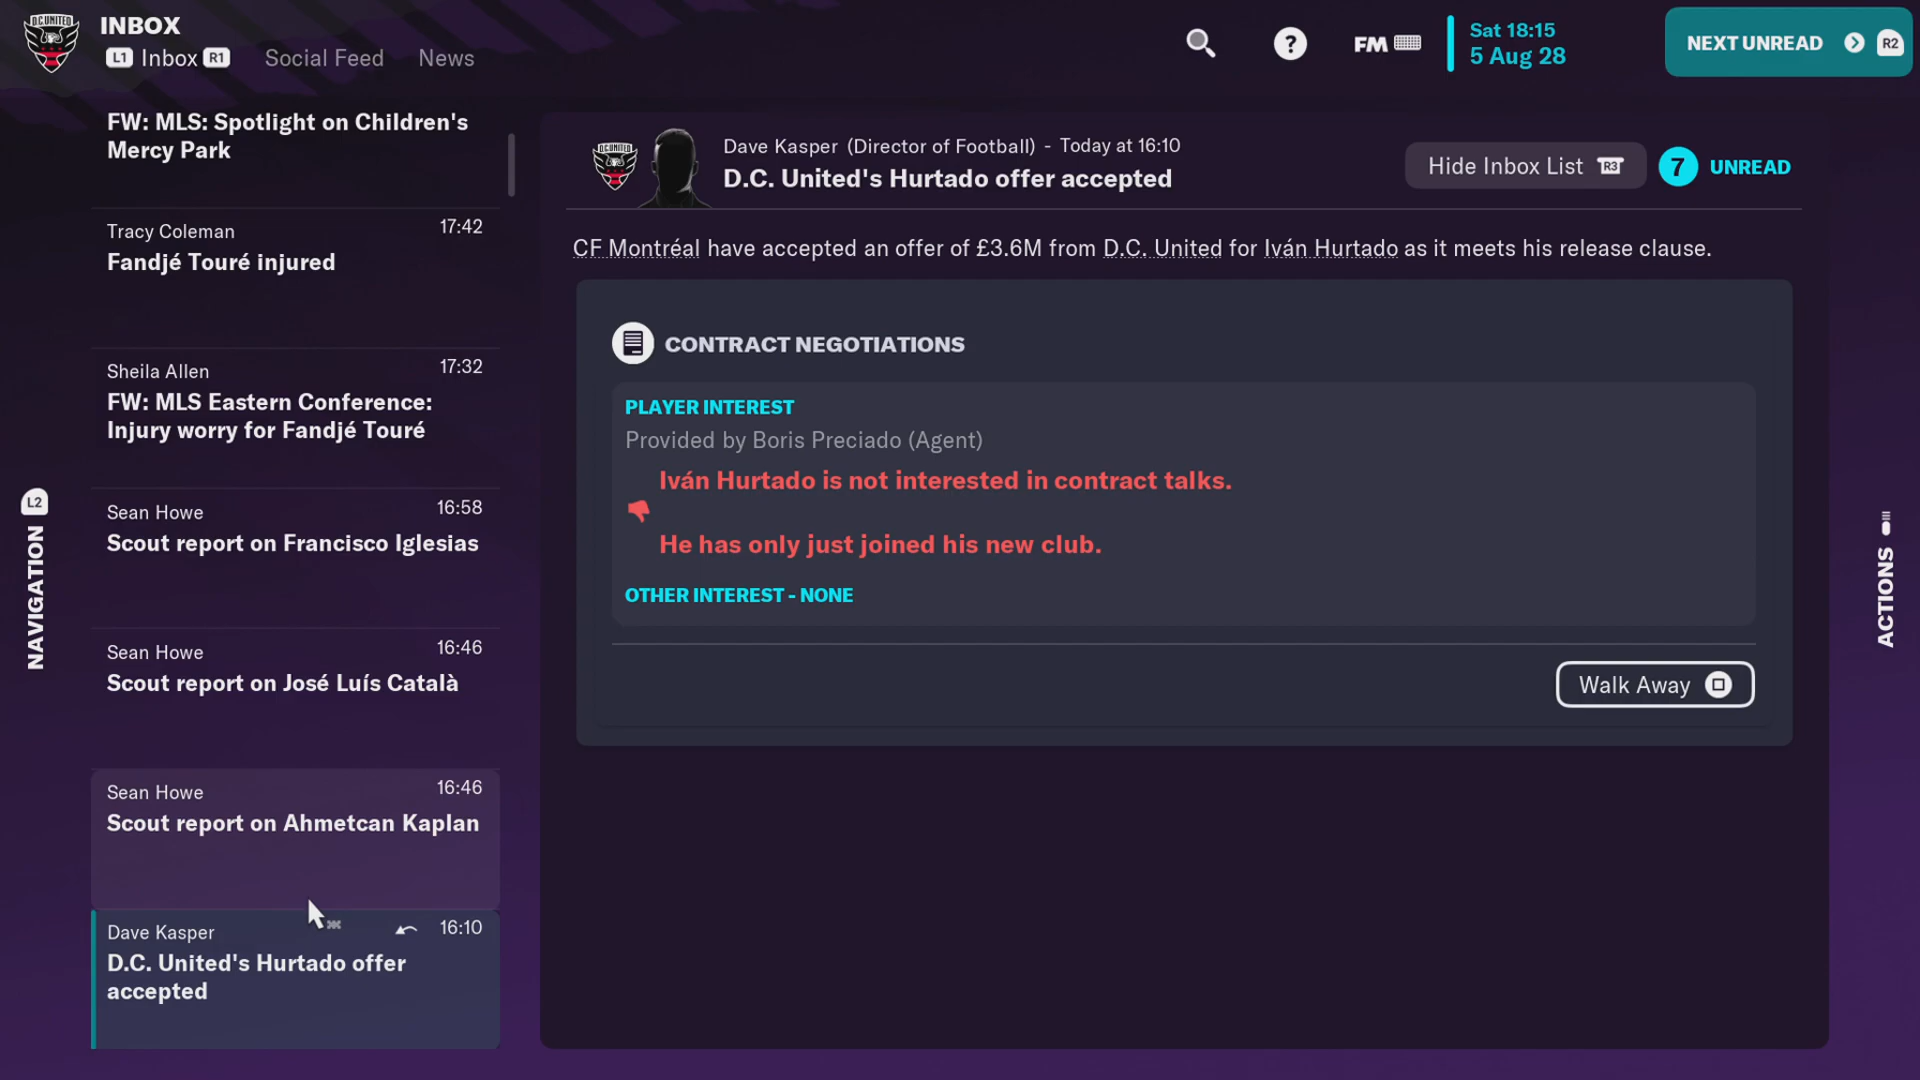 INBOX
L1 Inbox R1 Social Feed News
? FM Sat 18:15
5 Aug 28
NEXT UNREAD R2
FW: MLS: Spotlight on Children's
Mercy Park
Tracy Coleman 17:42
Fandjé Touré injured
Sheila Allen 17:32
FW: MLS Eastern Conference:
Injury worry for Fandjé Touré
Sean Howe 16:58
Scout report on Francisco Iglesias
Sean Howe 16:46
Scout report on José Luís Català
Sean Howe 16:46
Scout report on Ahmetcan Kaplan
Dave Kasper 16:10
D.C. United's Hurtado offer
accepted
L2
NAVIGATION
D.C.UNITED
Dave Kasper (Director of Football) - Today at 16:10
D.C. United's Hurtado offer accepted
Hide Inbox List R3
7 UNREAD
CF Montréal have accepted an offer of £3.6M from D.C. United for Iván Hurtado as it meets his release clause.
CONTRACT NEGOTIATIONS
PLAYER INTEREST
Provided by Boris Preciado (Agent)
Iván Hurtado is not interested in contract talks.
He has only just joined his new club.
OTHER INTEREST - NONE
Walk Away
ACTIONS